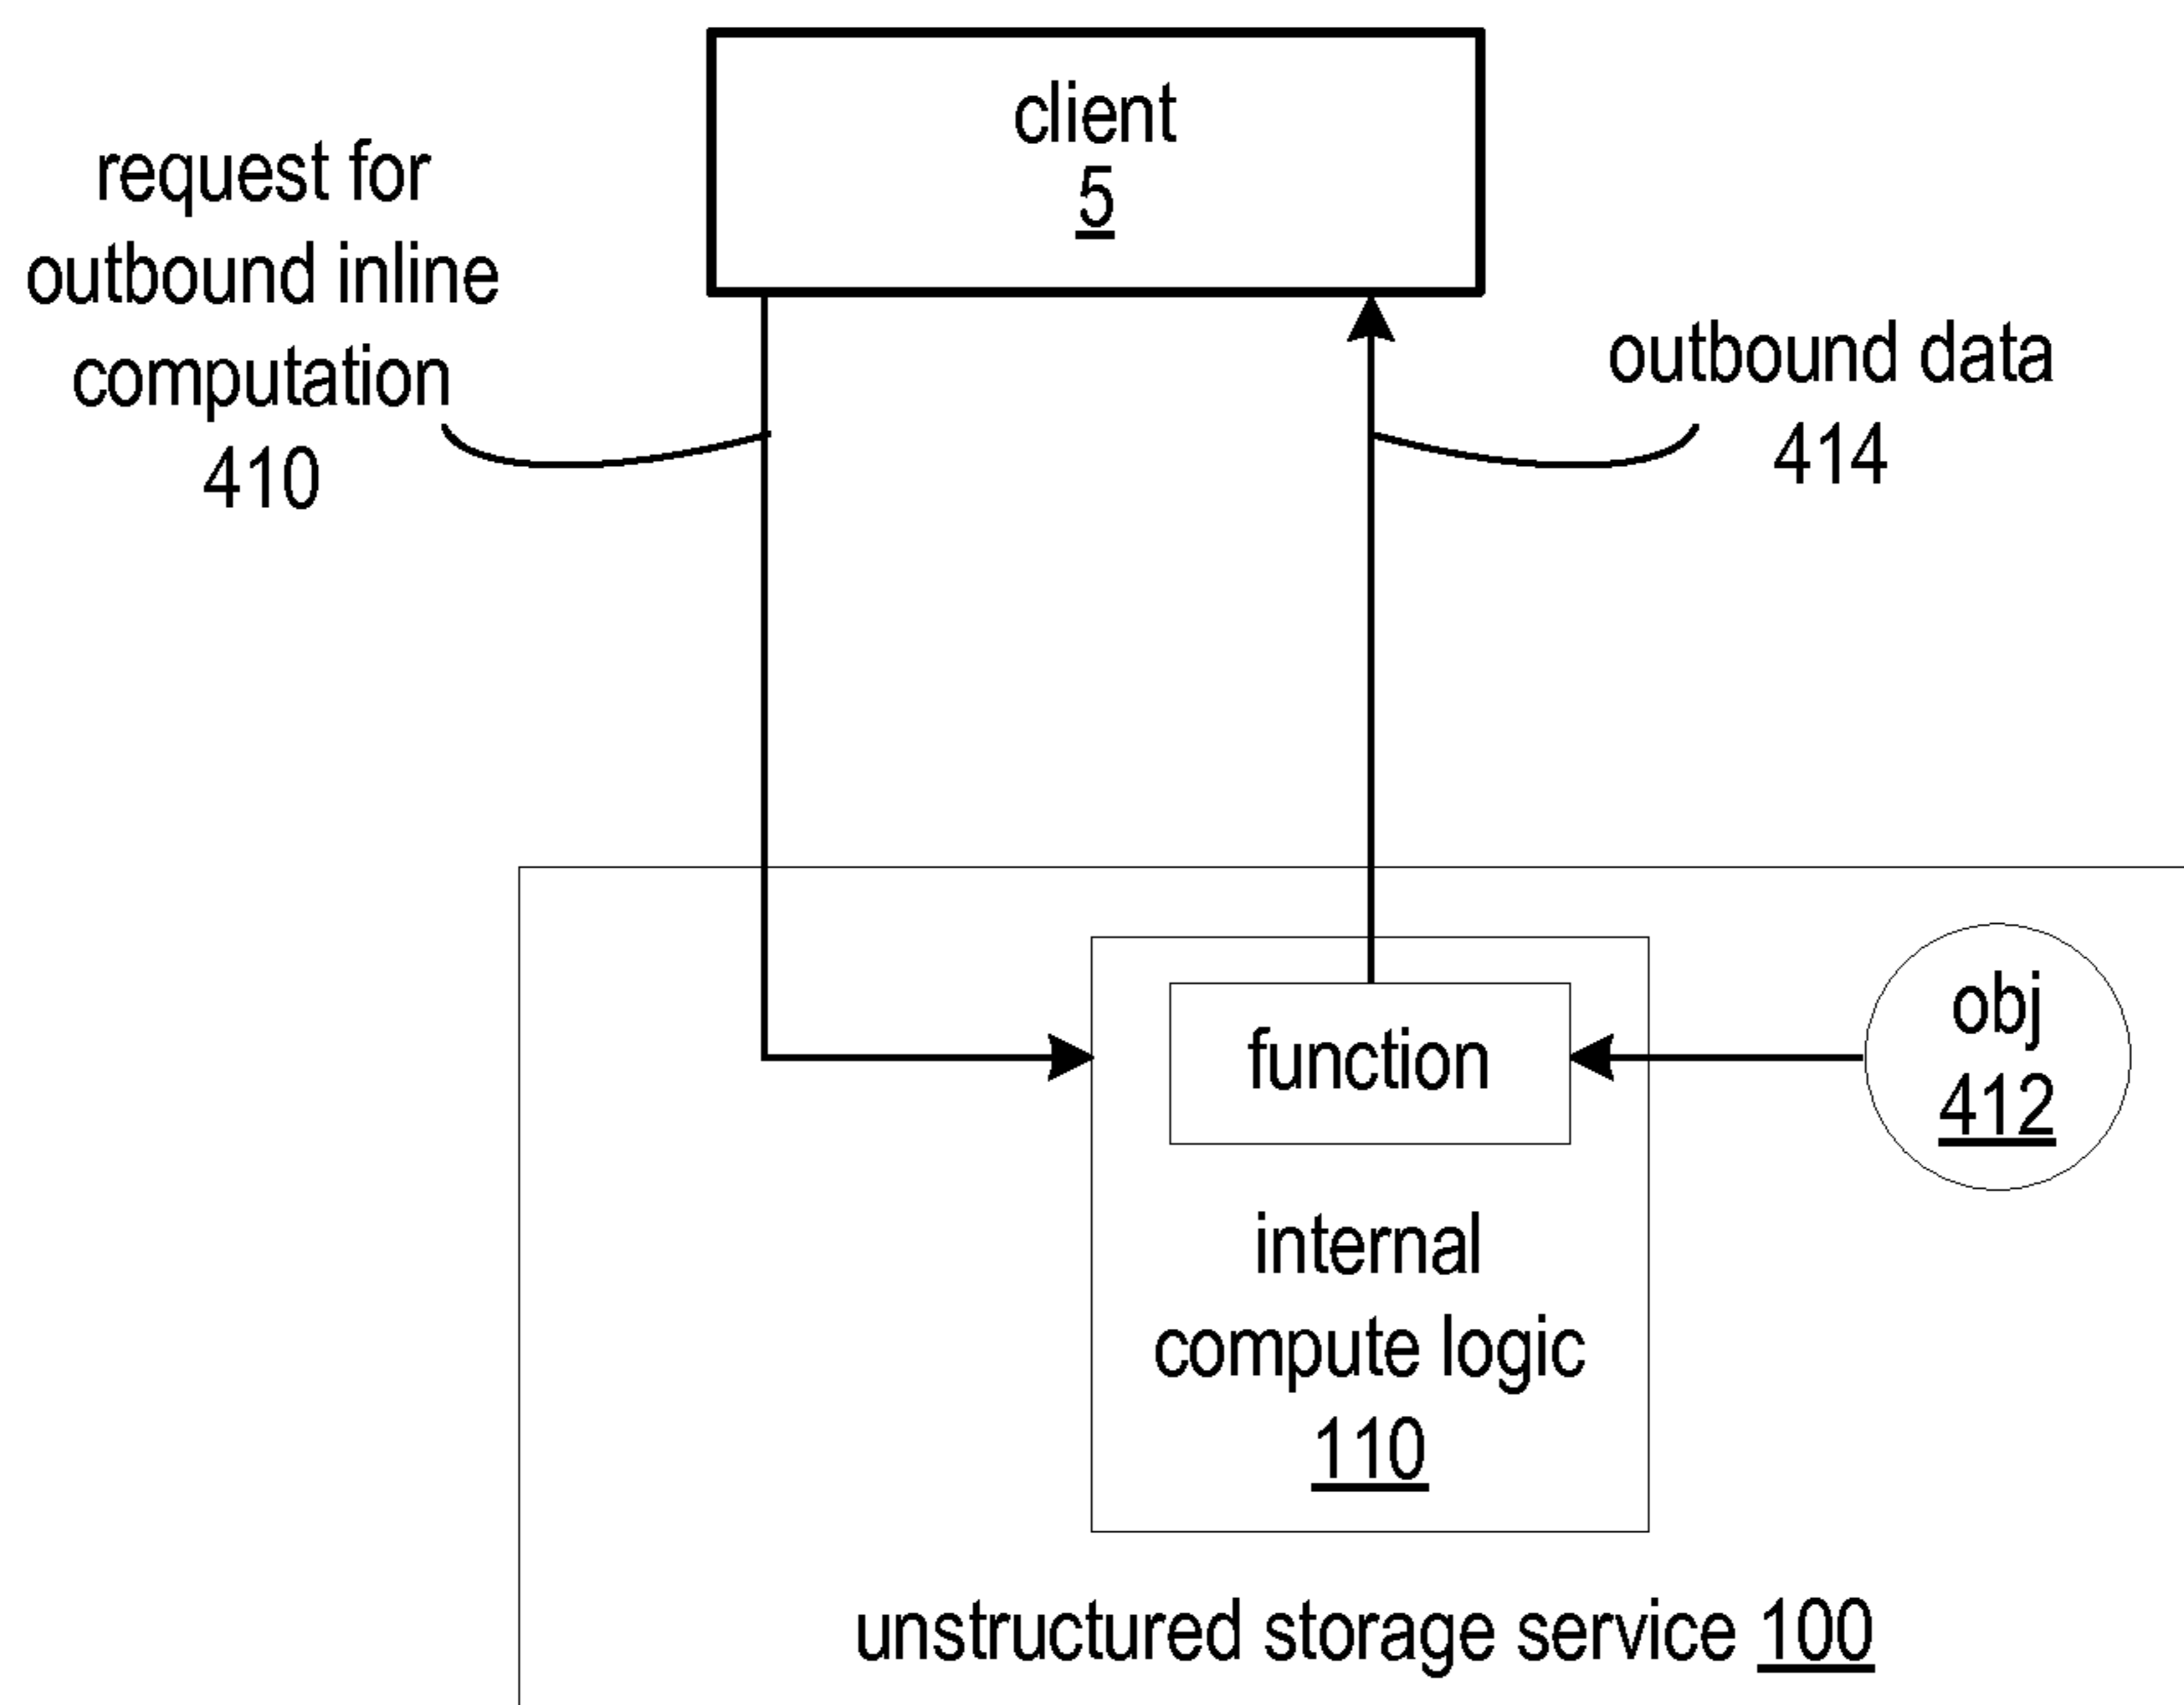 client
5
request for
outbound inline
computation
410
outbound data
414
function
obj
412
internal
compute logic
110
unstructured storage service 100